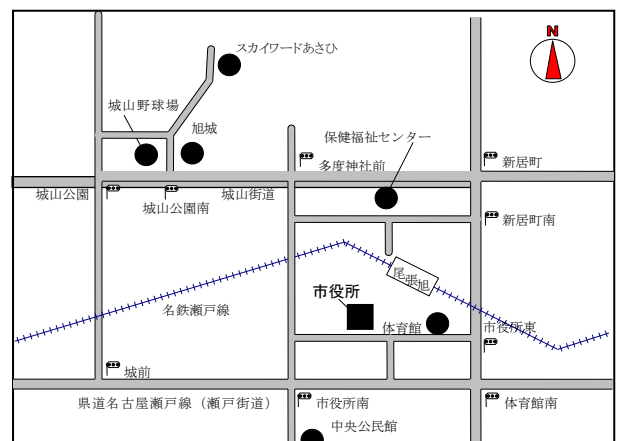 スカイワードあさひ
N
城山野球場
旭城
保健福祉センター
多度神社前
新居町
城山公園
城山公園南
城山街道
新居町南
尾張旭
市役所
名鉄瀬戸線
体育館
市役所東
城前
県道名古屋瀬戸線（瀬戸街道）
市役所南
体育館南
中央公民館